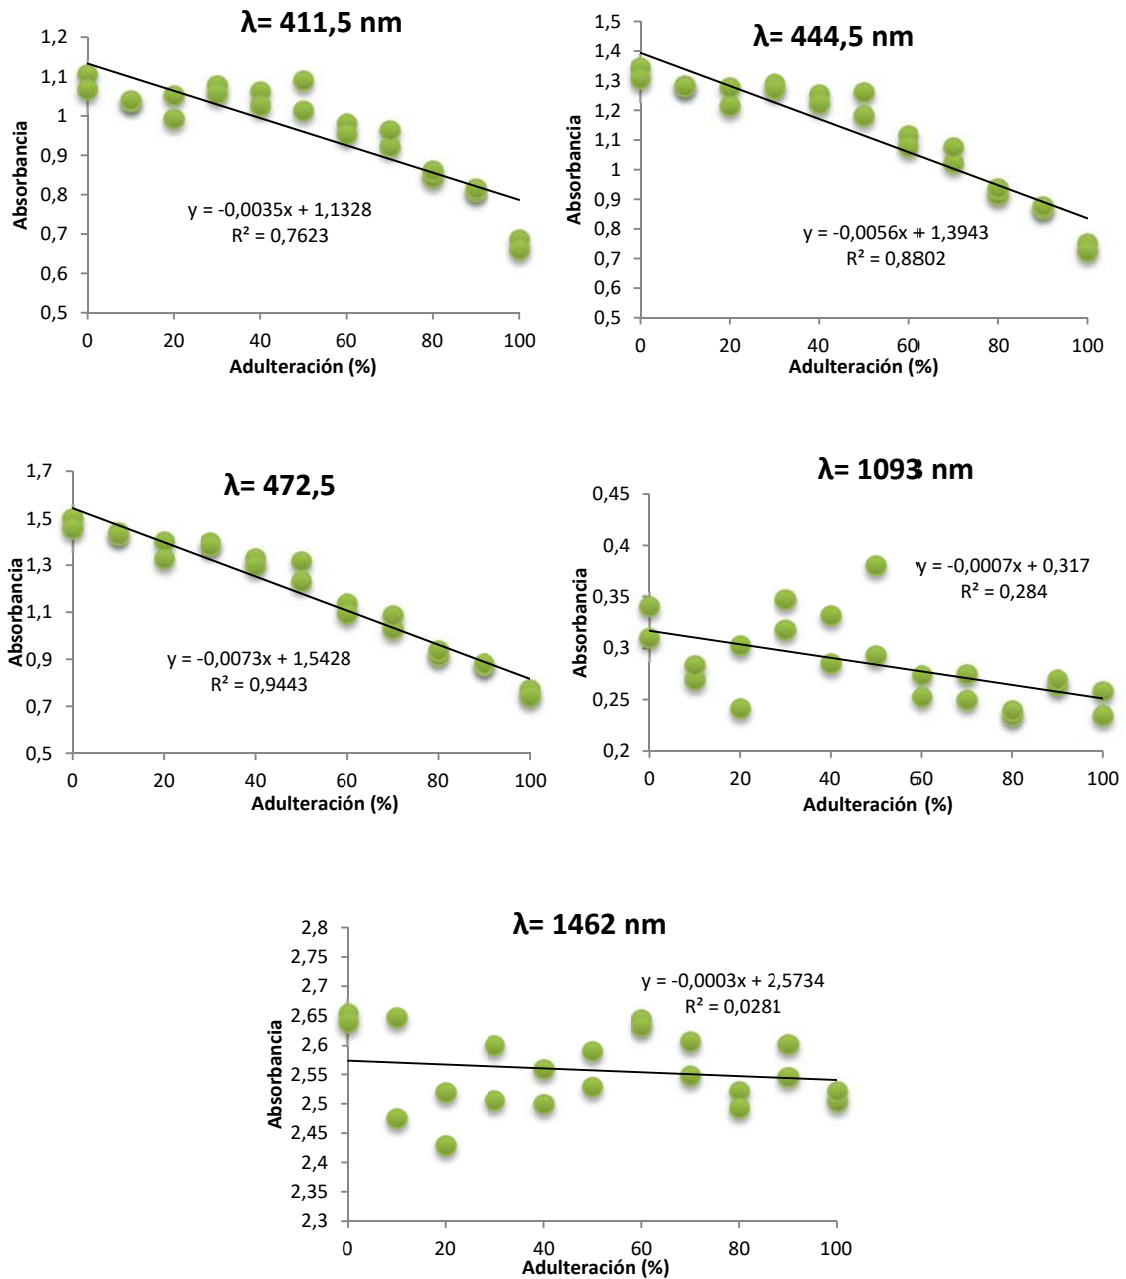 λ= 411,5 nm
1,2
1,1
1
0,9
0,8
0,7
0,6
0,5
Absorbancia
y = -0,0035x + 1,1328
R² = 0,7623
0 20 40 60 80 100
Adulteración (%)
λ= 444,5 nm
1,5
1,4
1,3
1,2
1,1
1
0,9
0,8
0,7
0,6
0,5
Absorbancia
y = -0,0056x + 1,3943
R² = 0,8802
0 20 40 60 80 100
Adulteración (%)
λ= 472,5
1,7
1,5
1,3
1,1
0,9
0,7
0,5
Absorbancia
y = -0,0073x + 1,5428
R² = 0,9443
0 20 40 60 80 100
Adulteración (%)
λ= 1093 nm
0,45
0,4
0,35
0,3
0,25
0,2
Absorbancia
y = -0,0007x + 0,317
R² = 0,284
0 20 40 60 80 100
Adulteración (%)
λ= 1462 nm
2,8
2,75
2,7
2,65
2,6
2,55
2,5
2,45
2,4
2,35
2,3
Absorbancia
y = -0,0003x + 2,5734
R² = 0,0281
0 20 40 60 80 100
Adulteración (%)